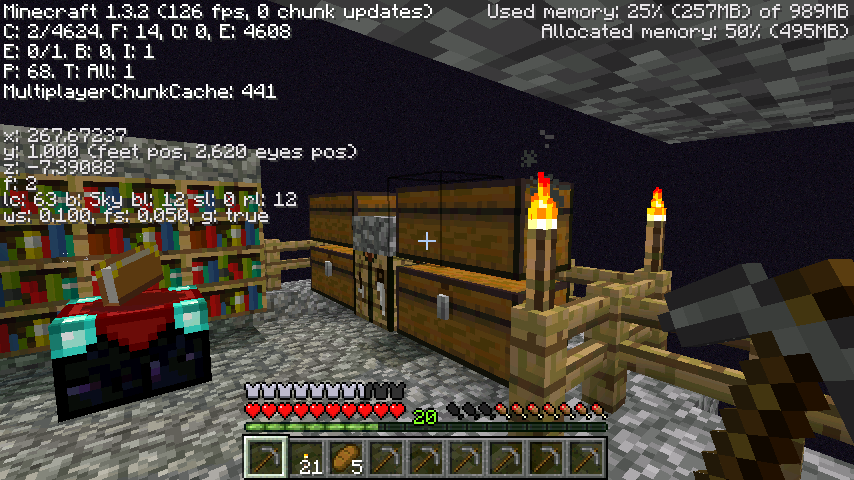 Minecraft 1.3.2 (126 fps, 0 chunk updates)
C: 2/4624. F: 14, O: 0, E: 4608
E: 0/1. B: 0, I: 1
P: 68. T: All: 1
MultiplayerChunkCache: 441
x: 267.67237
y: 1.000 (feet pos, 2.620 eyes pos)
z: -7.39088
f: 2
lc: 63 b: Sky bl: 12 sl: 0 rl: 12
ws: 0.100, fs: 0.050, g: true
Used memory: 25% (257MB) of 989MB
Allocated memory: 50% (495MB)
20
21
5